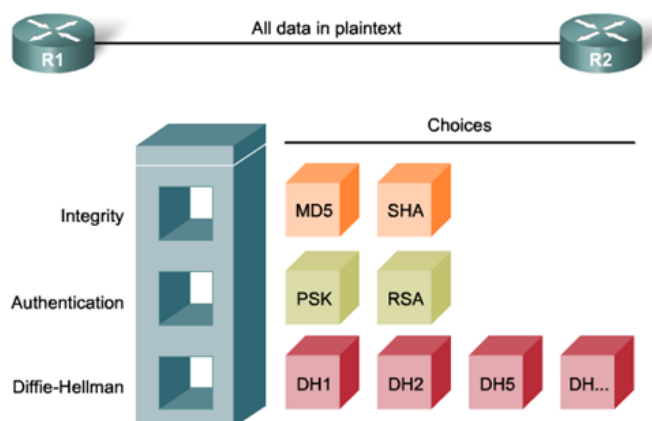 All data in plaintext
R1
R2
Choices
Integrity
MD5
SHA
Authentication
PSK
RSA
Diffie-Hellman
DH1
DH2
DH5
DH...